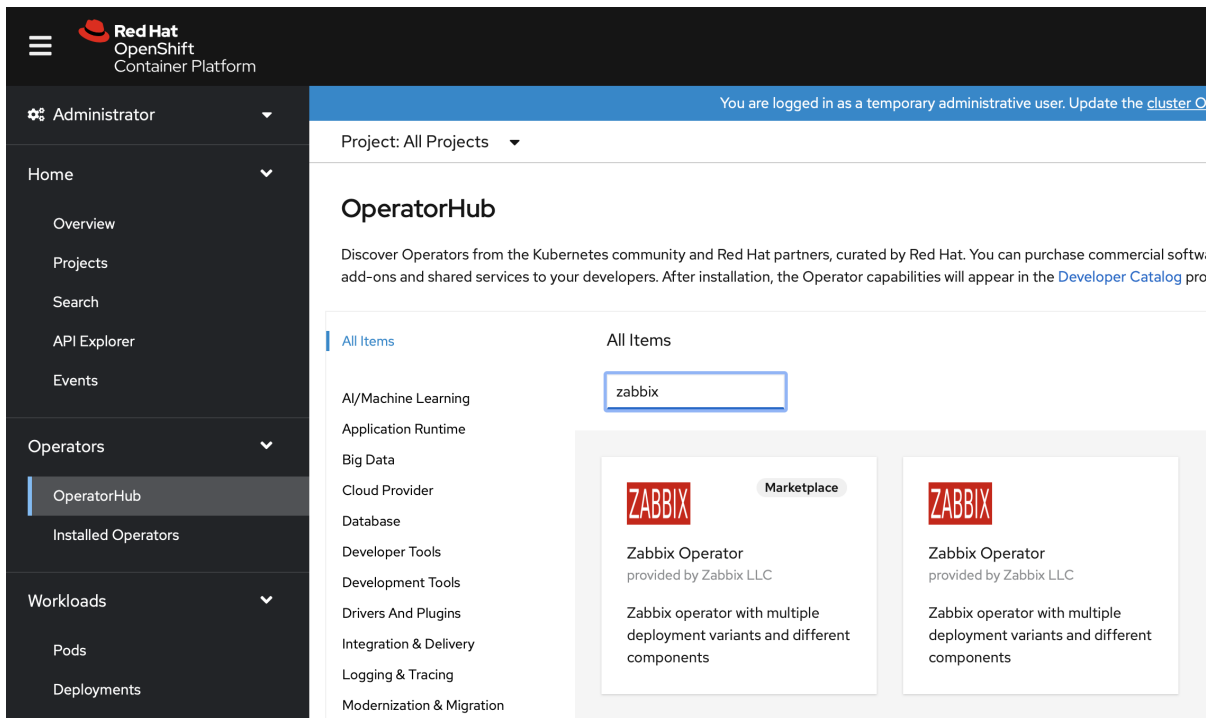 Red Hat
OpenShift
Container Platform
Administrator
Home
Overview
Projects
Search
API Explorer
Events
Operators
OperatorHub
Installed Operators
Workloads
Pods
Deployments
You are logged in as a temporary administrative user. Update the cluster O
Project: All Projects
OperatorHub
Discover Operators from the Kubernetes community and Red Hat partners, curated by Red Hat. You can purchase commercial softw
add-ons and shared services to your developers. After installation, the Operator capabilities will appear in the Developer Catalog pro
All Items
AI/Machine Learning
Application Runtime
Big Data
Cloud Provider
Database
Developer Tools
Development Tools
Drivers And Plugins
Integration & Delivery
Logging & Tracing
Modernization & Migration
All Items
zabbix
ZABBIX
Marketplace
Zabbix Operator
provided by Zabbix LLC
Zabbix operator with multiple
deployment variants and different
components
ZABBIX
Zabbix Operator
provided by Zabbix LLC
Zabbix operator with multiple
deployment variants and different
components